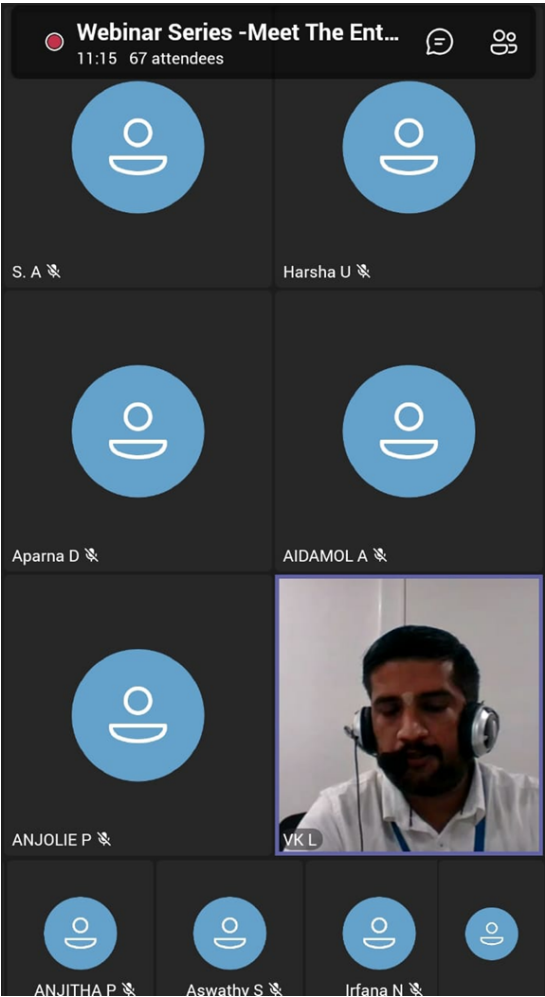 Webinar Series -Meet The Ent...
11:15 67 attendees
S. A
Harsha U
Aparna D
AIDAMOL A
ANJOLIE P
VK L
ANJITHA P
Aswathy S
Irfana N